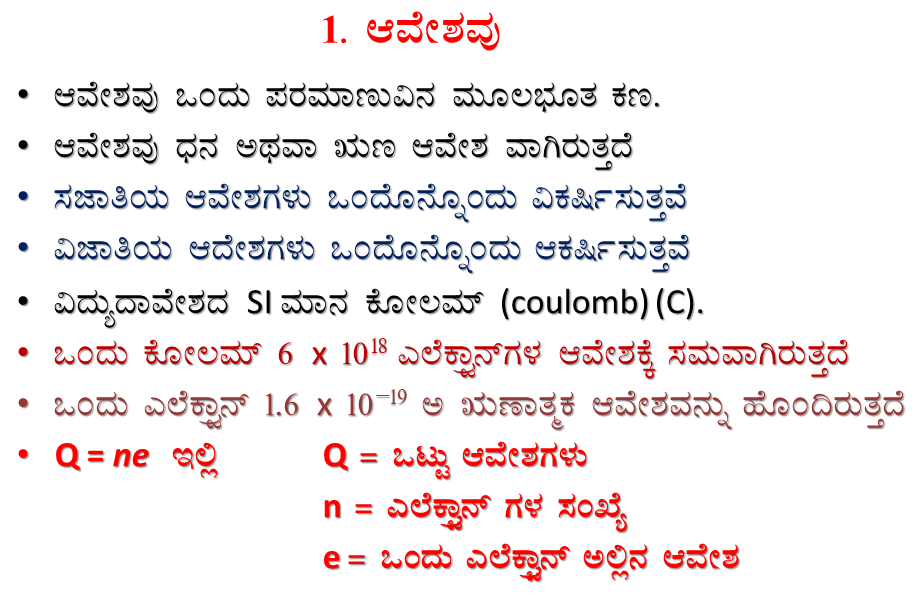 1. ಆವೇಶವು
• ಆವೇಶವು ಒಂದು ಪರಮಾಣುವಿನ ಮೂಲಭೂತ ಕಣ.
• ಆವೇಶವು ಧನ ಅಥವಾ ಋಣ ಆವೇಶ ವಾಗಿರುತ್ತದೆ
• ಸಜಾತಿಯ ಆವೇಶಗಳು ಒಂದೊನ್ನೊಂದು ವಿಕರ್ಷಿಸುತ್ತವೆ
• ವಿಜಾತಿಯ ಆದೇಶಗಳು ಒಂದೊನ್ನೊಂದು ಆಕರ್ಷಿಸುತ್ತವೆ
• ವಿದ್ಯುದಾವೇಶದ SI ಮಾನ ಕೋಲಮ್ (coulomb) (C).
• ಒಂದು ಕೋಲಮ್ 6 x 10¹⁸ ಎಲೆಕ್ಟ್ರಾನ್‌ಗಳ ಆವೇಶಕ್ಕೆ ಸಮವಾಗಿರುತ್ತದೆ
• ಒಂದು ಎಲೆಕ್ಟ್ರಾನ್ 1.6 x 10⁻¹⁹ ಅ ಋಣಾತ್ಮಕ ಆವೇಶವನ್ನು ಹೊಂದಿರುತ್ತದೆ
• Q = ne ಇಲ್ಲಿ Q = ಒಟ್ಟು ಆವೇಶಗಳು
n = ಎಲೆಕ್ಟ್ರಾನ್ ಗಳ ಸಂಖ್ಯೆ
e = ಒಂದು ಎಲೆಕ್ಟ್ರಾನ್ ಅಲ್ಲಿನ ಆವೇಶ